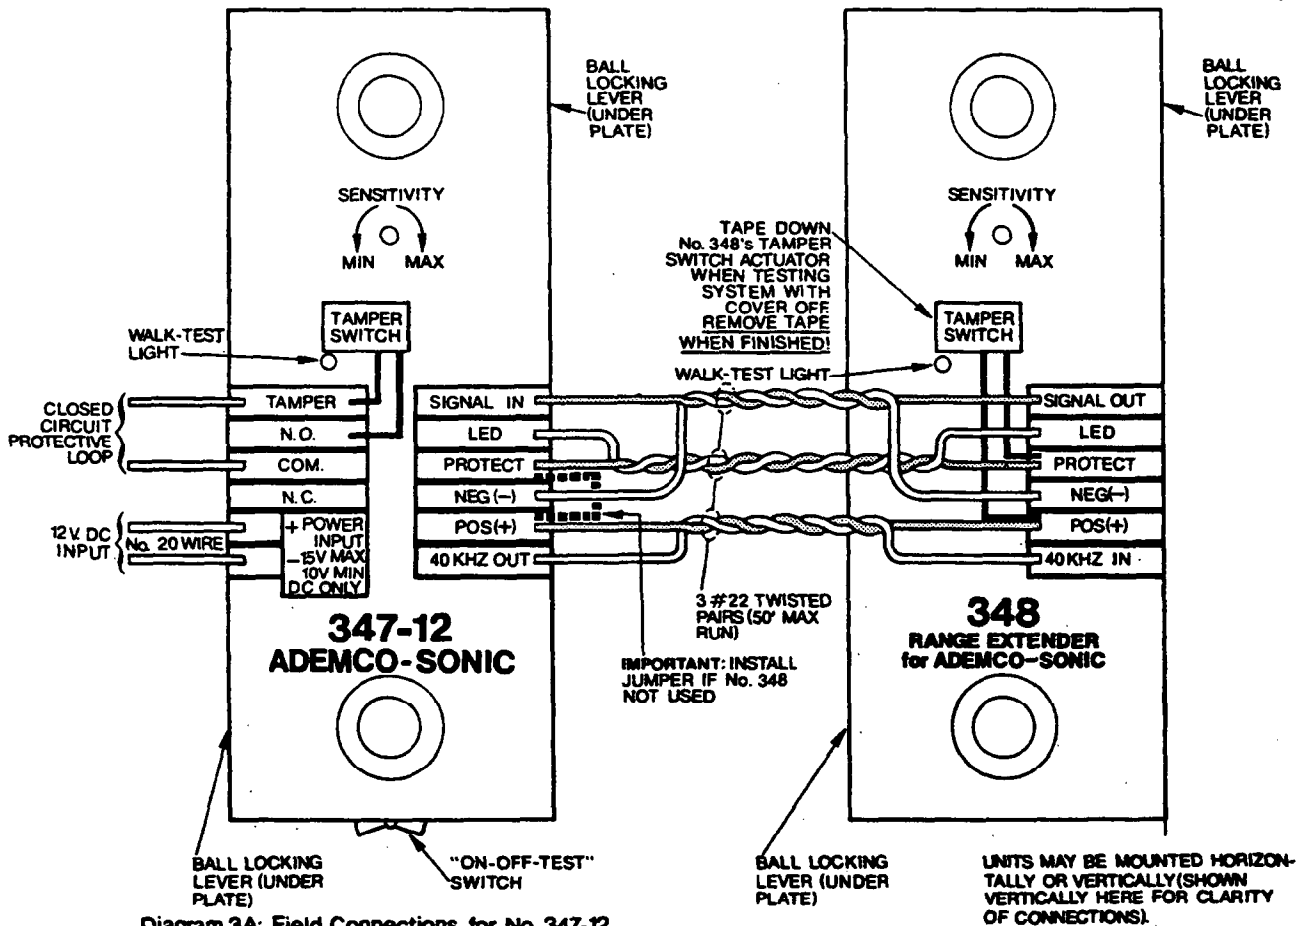 BALL
LOCKING
LEVER
(UNDER
PLATE)
BALL
LOCKING
LEVER
(UNDER
PLATE)
SENSITIVITY
MIN MAX
SENSITIVITY
MIN MAX
TAPE DOWN
No. 348's TAMPER
SWITCH ACTUATOR
WHEN TESTING
SYSTEM WITH
COVER OFF
REMOVE TAPE
WHEN FINISHED!
TAMPER
SWITCH
TAMPER
SWITCH
WALK-TEST
LIGHT
WALK-TEST LIGHT
CLOSED
CIRCUIT
PROTECTIVE
LOOP
TAMPER
N.O.
COM.
N.C.
12V. DC
INPUT
No. 20 WIRE
+ POWER
INPUT
-15V MAX
10V MIN
DC ONLY
SIGNAL IN
LED
PROTECT
NEG (-)
POS(+)
40 KHZ OUT
SIGNAL OUT
LED
PROTECT
NEG(-)
POS(+)
40 KHZ IN
3 #22 TWISTED
PAIRS (50' MAX
RUN)
IMPORTANT: INSTALL
JUMPER IF No. 348
NOT USED
347-12
ADEMCO-SONIC
348
RANGE EXTENDER
for ADEMCO-SONIC
BALL LOCKING
LEVER (UNDER
PLATE)
"ON-OFF-TEST"
SWITCH
BALL LOCKING
LEVER (UNDER
PLATE)
UNITS MAY BE MOUNTED HORIZON-
TALLY OR VERTICALLY (SHOWN
VERTICALLY HERE FOR CLARITY
OF CONNECTIONS).
Diagram 3A: Field Connections for No. 347-12